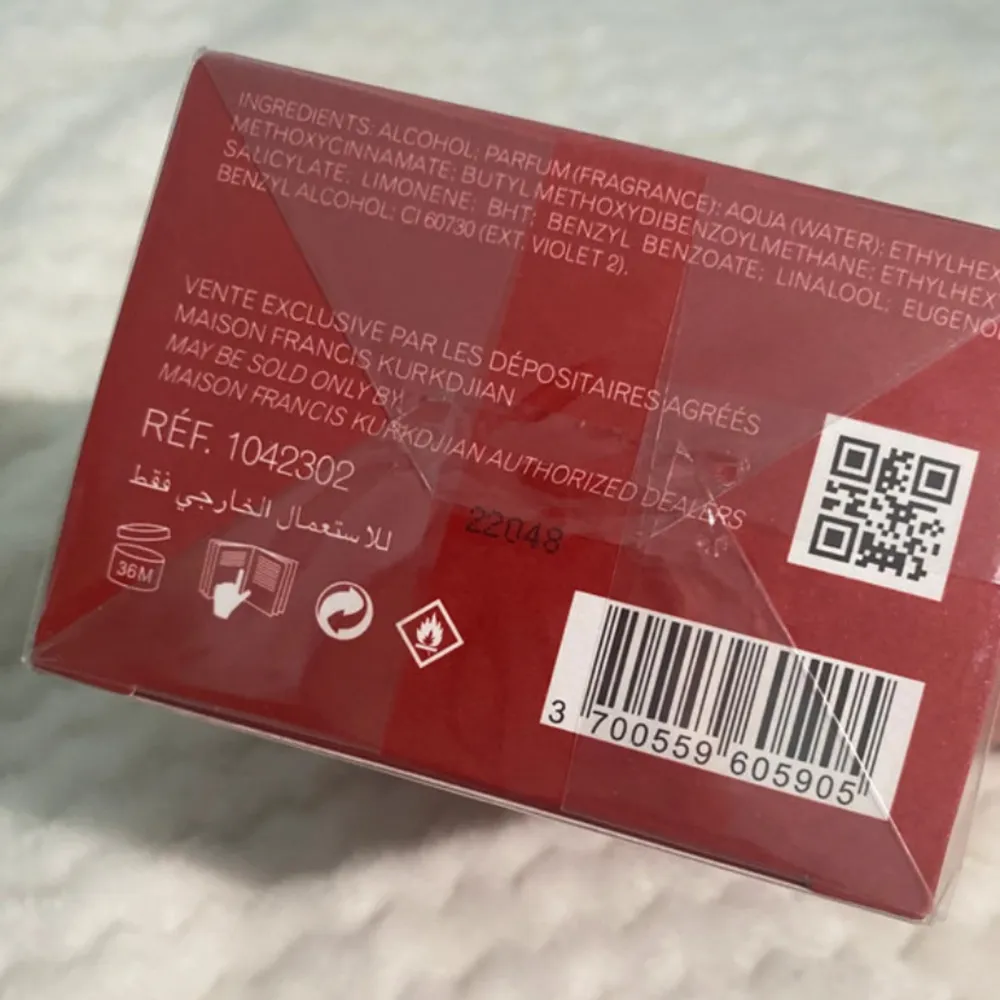 INGREDIENTS: ALCOHOL; PARFUM (FRAGRANCE); AQUA (WATER); ETHYLHEX
METHOXYCINNAMATE; BUTYL METHOXYDIBENZOYLMETHANE; ETHYLHEX
SALICYLATE; LIMONENE; BHT; BENZYL BENZOATE; LINALOOL; EUGENOL
BENZYL ALCOHOL; CI 60730 (EXT. VIOLET 2).
VENTE EXCLUSIVE PAR LES DÉPOSITAIRES AGRÉÉS
MAISON FRANCIS KURKDJIAN
MAY BE SOLD ONLY BY
MAISON FRANCIS KURKDJIAN AUTHORIZED DEALERS
RÉF. 1042302
للاستعمال الخارجي فقط
22048
36M
3 700559 605905